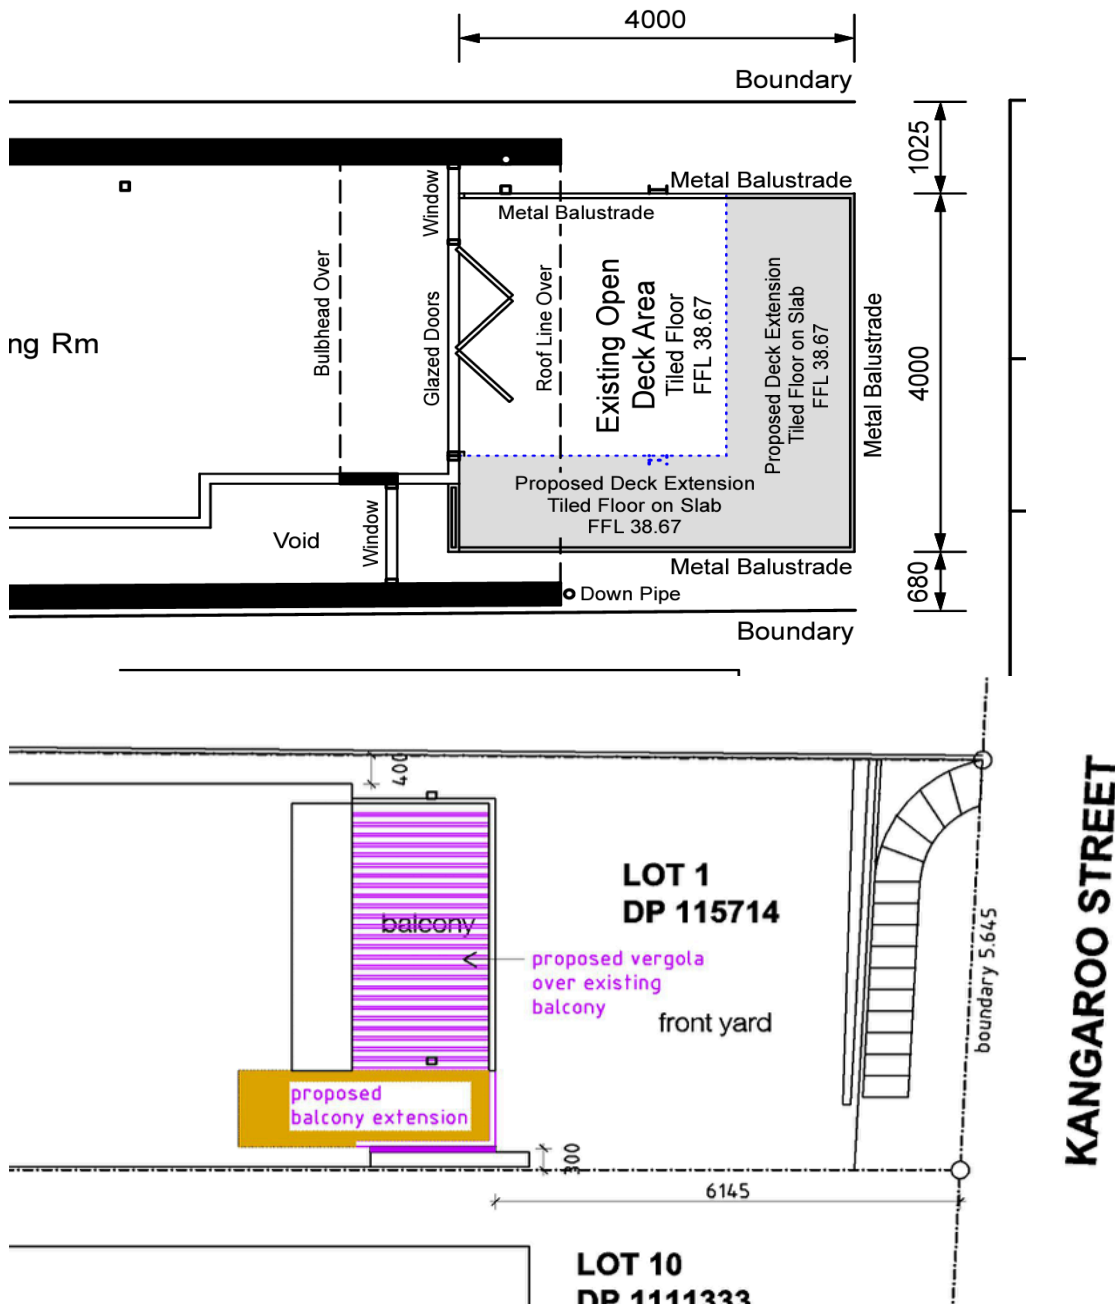 4000
Boundary
1025
Metal Balustrade
Metal Balustrade
Window
Bulbhead Over
Glazed Doors
Roof Line Over
Existing Open
Deck Area
Tiled Floor
FFL 38.67
Proposed Deck Extension
Tiled Floor on Slab
FFL 38.67
Metal Balustrade
4000
ng Rm
Proposed Deck Extension
Tiled Floor on Slab
FFL 38.67
Void
Window
Metal Balustrade
680
Down Pipe
Boundary
400
LOT 1
DP 115714
balcony
proposed vergola
over existing
balcony
front yard
boundary 5.645
KANGAROO STREET
proposed
balcony extension
300
6145
LOT 10
DP 1111333